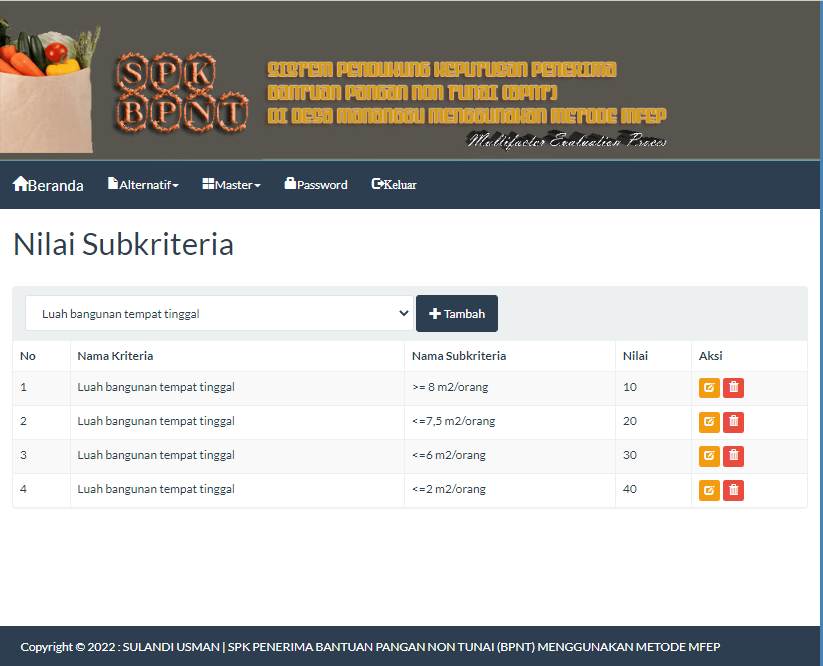 SPK
BPNT
SISTEM PENDUKUNG KEPUTUSAN PENERIMA
BANTUAN PANGAN NON TUNAI (BPNT)
DI DESA MANANGGU MENGGUNAKAN METODE MFEP
Multifactor Evaluation Proces
Beranda Alternatif Master Password Keluar
Nilai Subkriteria
Luah bangunan tempat tinggal Tambah
No Nama Kriteria Nama Subkriteria Nilai Aksi
1 Luah bangunan tempat tinggal >= 8 m2/orang 10
2 Luah bangunan tempat tinggal <=7,5 m2/orang 20
3 Luah bangunan tempat tinggal <=6 m2/orang 30
4 Luah bangunan tempat tinggal <=2 m2/orang 40
Copyright © 2022 : SULANDI USMAN | SPK PENERIMA BANTUAN PANGAN NON TUNAI (BPNT) MENGGUNAKAN METODE MFEP